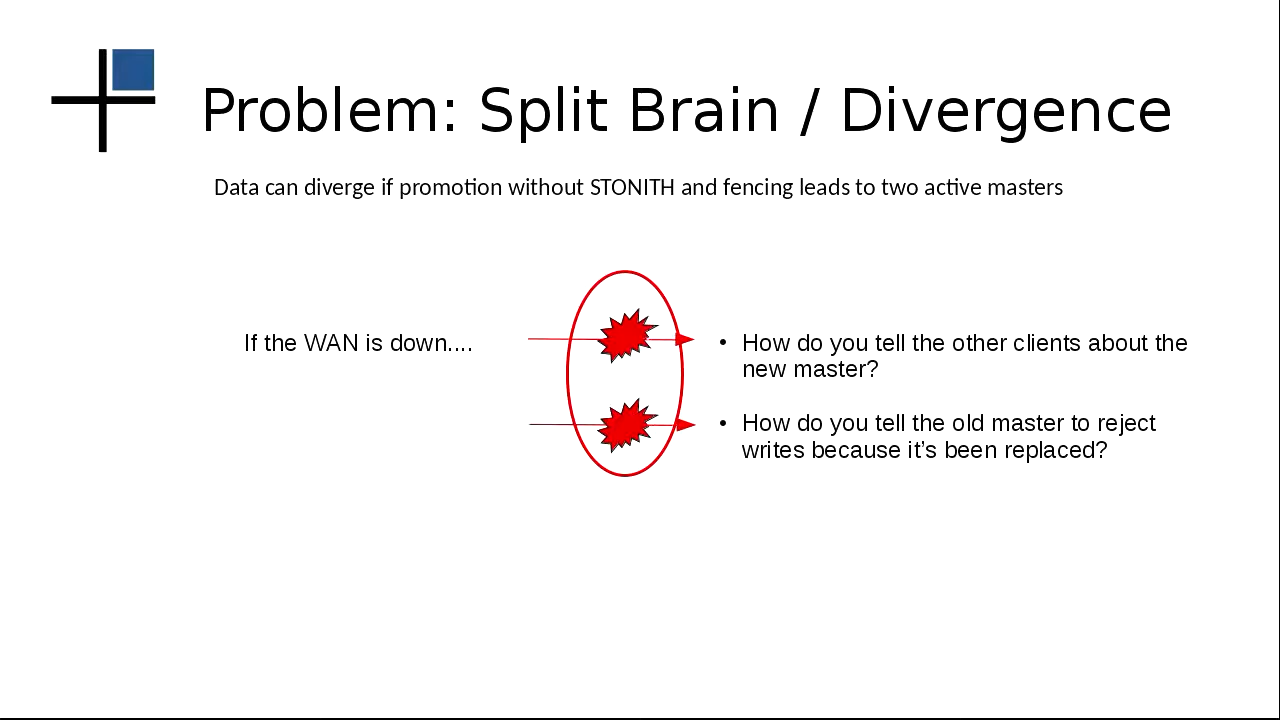 Problem: Split Brain / Divergence
Data can diverge if promotion without STONITH and fencing leads to two active masters
If the WAN is down....
• How do you tell the other clients about the
new master?
• How do you tell the old master to reject
writes because it’s been replaced?